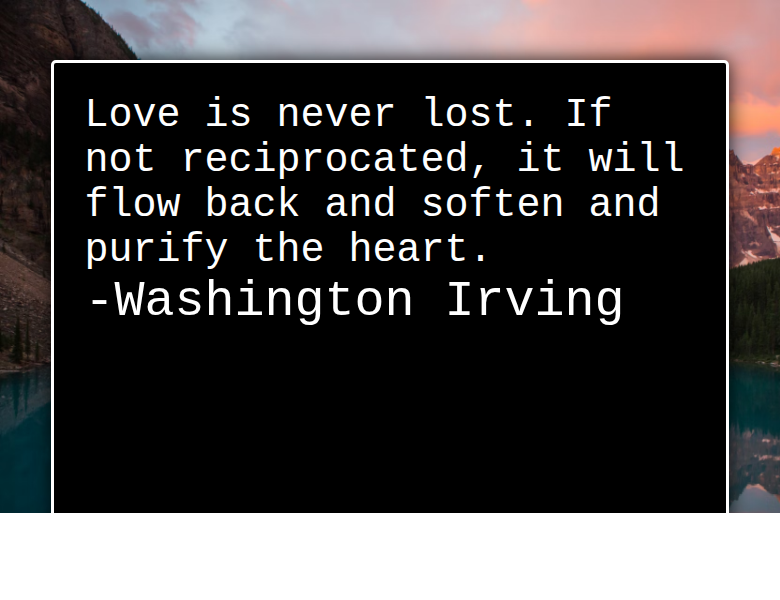 Love is never lost. If
not reciprocated, it will
flow back and soften and
purify the heart.
-Washington Irving